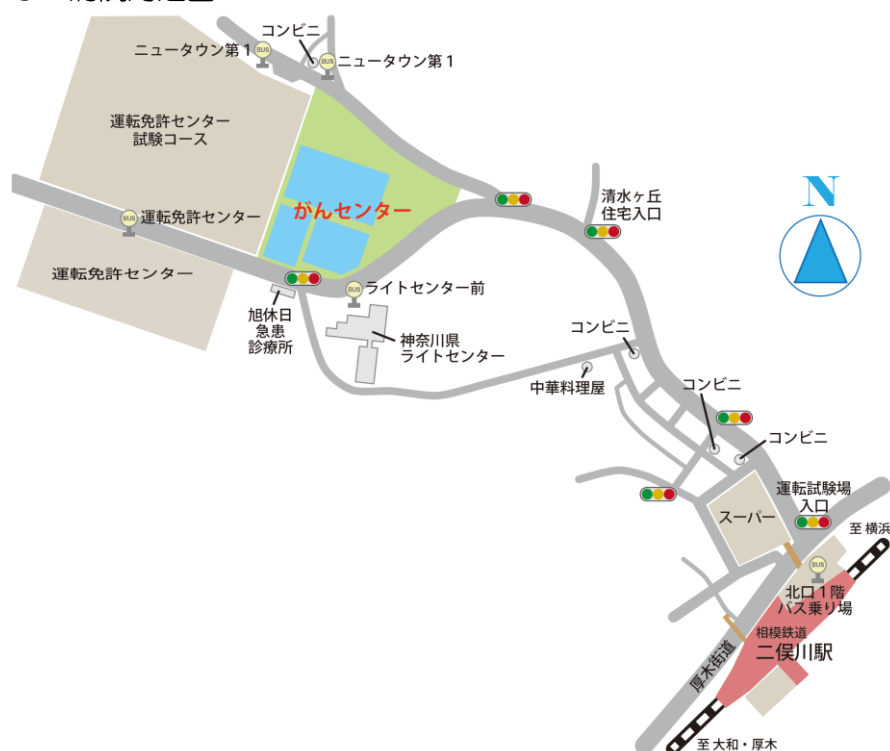 コンビニ
ニュータウン第1
BUS
BUS
ニュータウン第1
運転免許センター
試験コース
がんセンター
清水ヶ丘
住宅入口
N
BUS
運転免許センター
運転免許センター
BUS
ライトセンター前
旭休日
急患
診療所
神奈川県
ライトセンター
コンビニ
中華料理屋
コンビニ
コンビニ
運転試験場
入口
スーパー
至 横浜
BUS
北口1階
バス乗り場
相模鉄道
二俣川駅
厚木街道
至 大和・厚木